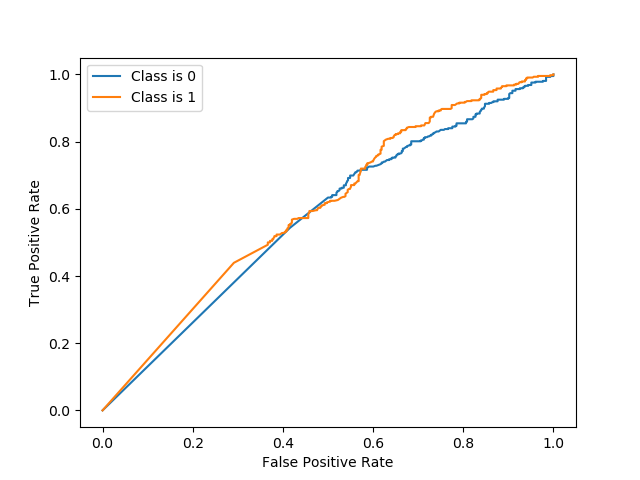 Class is 0
Class is 1
True Positive Rate
1.0
0.8
0.6
0.4
0.2
0.0
0.0 0.2 0.4 0.6 0.8 1.0
False Positive Rate